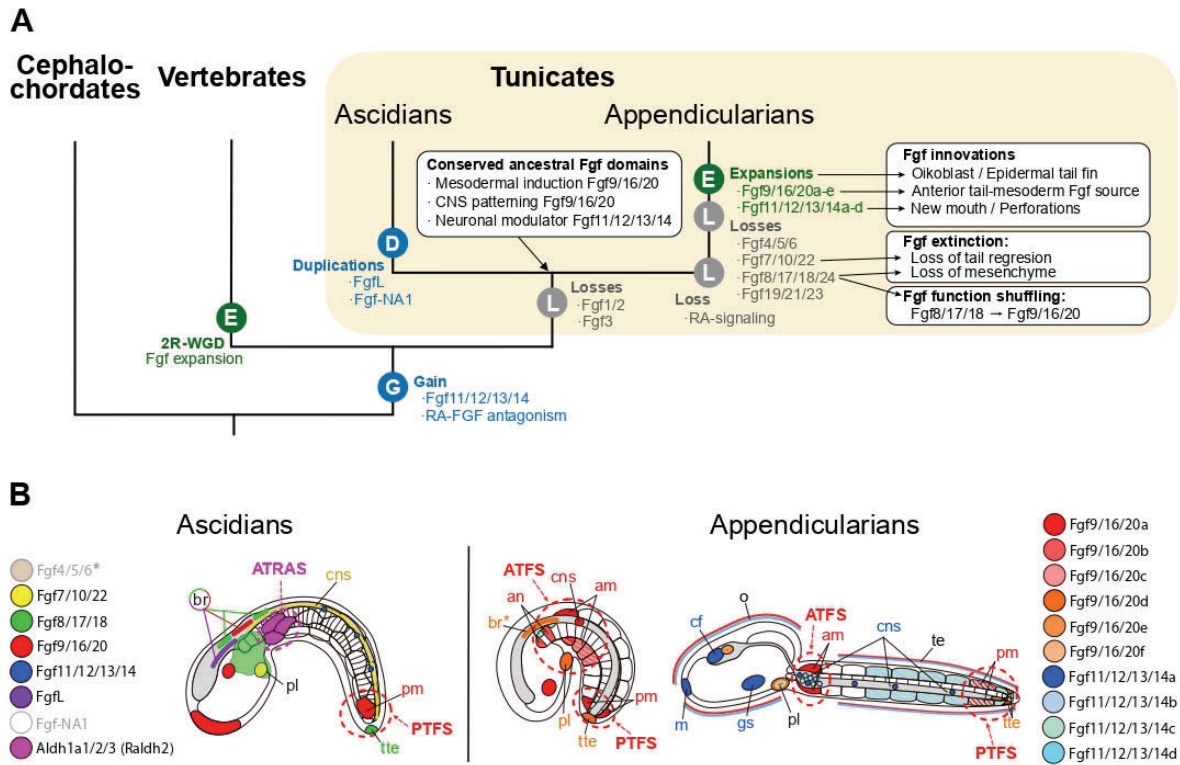 A
Cephalo-
chordates
Vertebrates
Tunicates
Ascidians
Appendicularians
Conserved ancestral Fgf domains
· Mesodermal induction Fgf9/16/20
· CNS patterning Fgf9/16/20
· Neuronal modulator Fgf11/12/13/14
E
Expansions
·Fgf9/16/20a-e
·Fgf11/12/13/14a-d
L
Losses
·Fgf4/5/6
·Fgf7/10/22
·Fgf8/17/18/24
·Fgf19/21/23
Fgf innovations
Oikoblast / Epidermal tail fin
Anterior tail-mesoderm Fgf source
New mouth / Perforations
Fgf extinction:
Loss of tail regresion
Loss of mesenchyme
Fgf function shuffling:
Fgf8/17/18 → Fgf9/16/20
D
Duplications
·FgfL
·Fgf-NA1
L
Loss
·RA-signaling
L
Losses
·Fgf1/2
·Fgf3
E
2R-WGD
Fgf expansion
G
Gain
·Fgf11/12/13/14
·RA-FGF antagonism
B
Ascidians
Fgf4/5/6*
Fgf7/10/22
Fgf8/17/18
Fgf9/16/20
Fgf11/12/13/14
FgfL
Fgf-NA1
Aldh1a1/2/3 (Raldh2)
br
ATRAS
cns
pl
pm
PTFS
tte
Appendicularians
ATFS
cns
an
am
br*
pl
pm
tte
PTFS
o
cf
ATFS
am
cns
te
pm
m
gs
pl
tte
PTFS
Fgf9/16/20a
Fgf9/16/20b
Fgf9/16/20c
Fgf9/16/20d
Fgf9/16/20e
Fgf9/16/20f
Fgf11/12/13/14a
Fgf11/12/13/14b
Fgf11/12/13/14c
Fgf11/12/13/14d